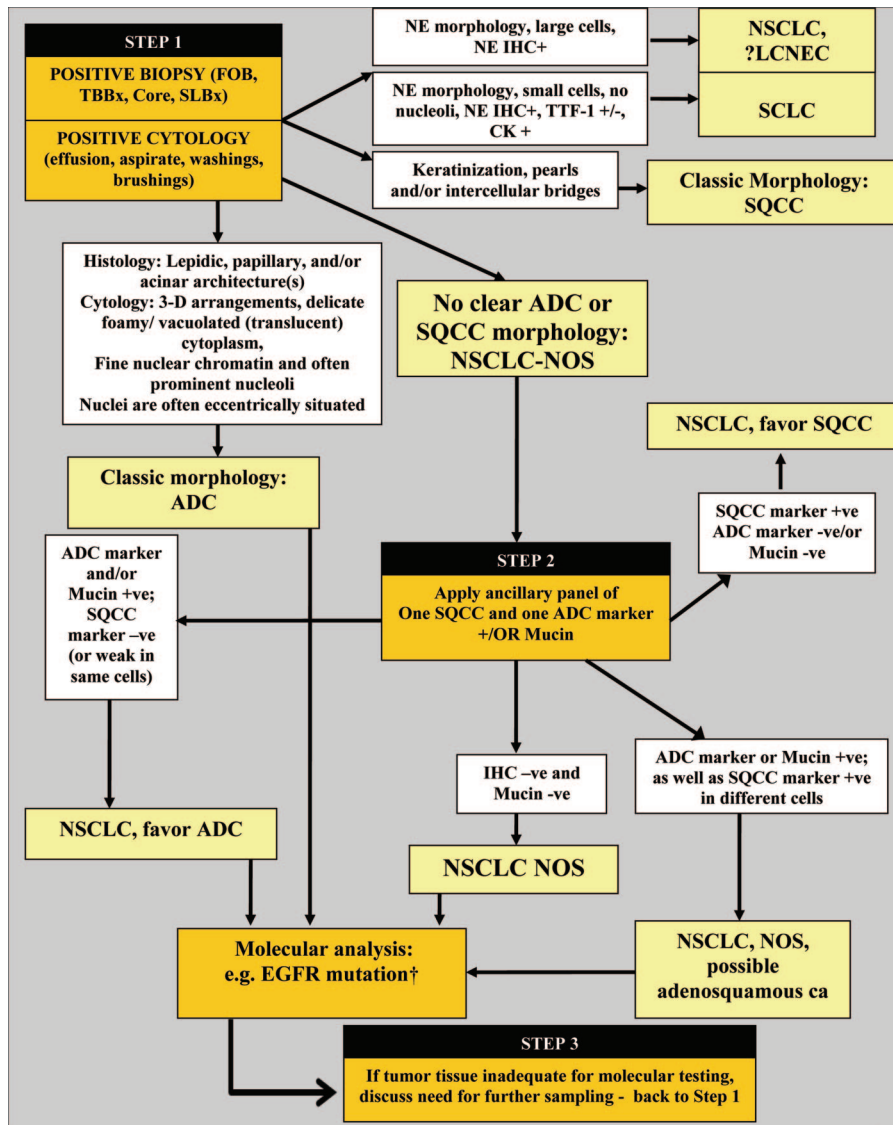 STEP 1
POSITIVE BIOPSY (FOB,
TBBx, Core, SLBx)
POSITIVE CYTOLOGY
(effusion, aspirate, washings,
brushings)
NE morphology, large cells,
NE IHC+
NSCLC,
?LCNEC
NE morphology, small cells, no
nucleoli, NE IHC+, TTF-1 +/-,
CK +
SCLC
Keratinization, pearls
and/or intercellular bridges
Classic Morphology:
SQCC
Histology: Lepidic, papillary, and/or
acinar architecture(s)
Cytology: 3-D arrangements, delicate
foamy/ vacuolated (translucent)
cytoplasm,
Fine nuclear chromatin and often
prominent nucleoli
Nuclei are often eccentrically situated
No clear ADC or
SQCC morphology:
NSCLC-NOS
NSCLC, favor SQCC
Classic morphology:
ADC
SQCC marker +ve
ADC marker -ve/or
Mucin -ve
ADC marker
and/or
Mucin +ve;
SQCC
marker –ve
(or weak in
same cells)
STEP 2
Apply ancillary panel of
One SQCC and one ADC marker
+/OR Mucin
IHC –ve and
Mucin -ve
ADC marker or Mucin +ve;
as well as SQCC marker +ve
in different cells
NSCLC, favor ADC
NSCLC NOS
Molecular analysis:
e.g. EGFR mutation†
NSCLC, NOS,
possible
adenosquamous ca
STEP 3
If tumor tissue inadequate for molecular testing,
discuss need for further sampling - back to Step 1